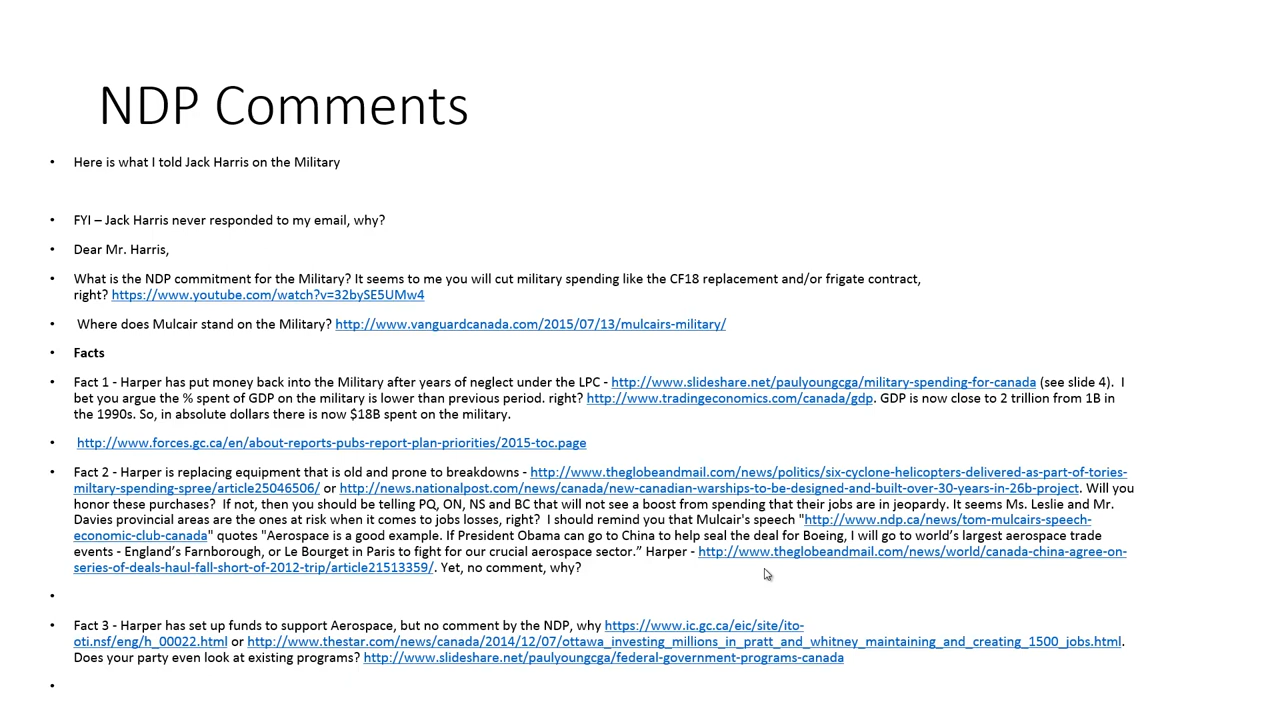 NDP Comments
• Here is what I told Jack Harris on the Military
• FYI – Jack Harris never responded to my email, why?
• Dear Mr. Harris,
• What is the NDP commitment for the Military? It seems to me you will cut military spending like the CF18 replacement and/or frigate contract,
right? https://www.youtube.com/watch?v=32bySE5UMw4
• Where does Mulcair stand on the Military? http://www.vanguardcanada.com/2015/07/13/mulcairs-military/
• Facts
• Fact 1 - Harper has put money back into the Military after years of neglect under the LPC - http://www.slideshare.net/paulyoungcga/military-spending-for-canada (see slide 4). I
bet you argue the % spent of GDP on the military is lower than previous period. right? http://www.tradingeconomics.com/canada/gdp. GDP is now close to 2 trillion from 1B in
the 1990s. So, in absolute dollars there is now $18B spent on the military.
• http://www.forces.gc.ca/en/about-reports-pubs-report-plan-priorities/2015-toc.page
• Fact 2 - Harper is replacing equipment that is old and prone to breakdowns - http://www.theglobeandmail.com/news/politics/six-cyclone-helicopters-delivered-as-part-of-tories-
miltary-spending-spree/article25046506/ or http://news.nationalpost.com/news/canada/new-canadian-warships-to-be-designed-and-built-over-30-years-in-26b-project. Will you
honor these purchases? If not, then you should be telling PQ, ON, NS and BC that will not see a boost from spending that their jobs are in jeopardy. It seems Ms. Leslie and Mr.
Davies provincial areas are the ones at risk when it comes to jobs losses, right? I should remind you that Mulcair's speech "http://www.ndp.ca/news/tom-mulcairs-speech-
economic-club-canada" quotes "Aerospace is a good example. If President Obama can go to China to help seal the deal for Boeing, I will go to world’s largest aerospace trade
events - England’s Farnborough, or Le Bourget in Paris to fight for our crucial aerospace sector.” Harper - http://www.theglobeandmail.com/news/world/canada-china-agree-on-
series-of-deals-haul-fall-short-of-2012-trip/article21513359/. Yet, no comment, why?
•
• Fact 3 - Harper has set up funds to support Aerospace, but no comment by the NDP, why https://www.ic.gc.ca/eic/site/ito-
oti.nsf/eng/h_00022.html or http://www.thestar.com/news/canada/2014/12/07/ottawa_investing_millions_in_pratt_and_whitney_maintaining_and_creating_1500_jobs.html.
Does your party even look at existing programs? http://www.slideshare.net/paulyoungcga/federal-government-programs-canada
•